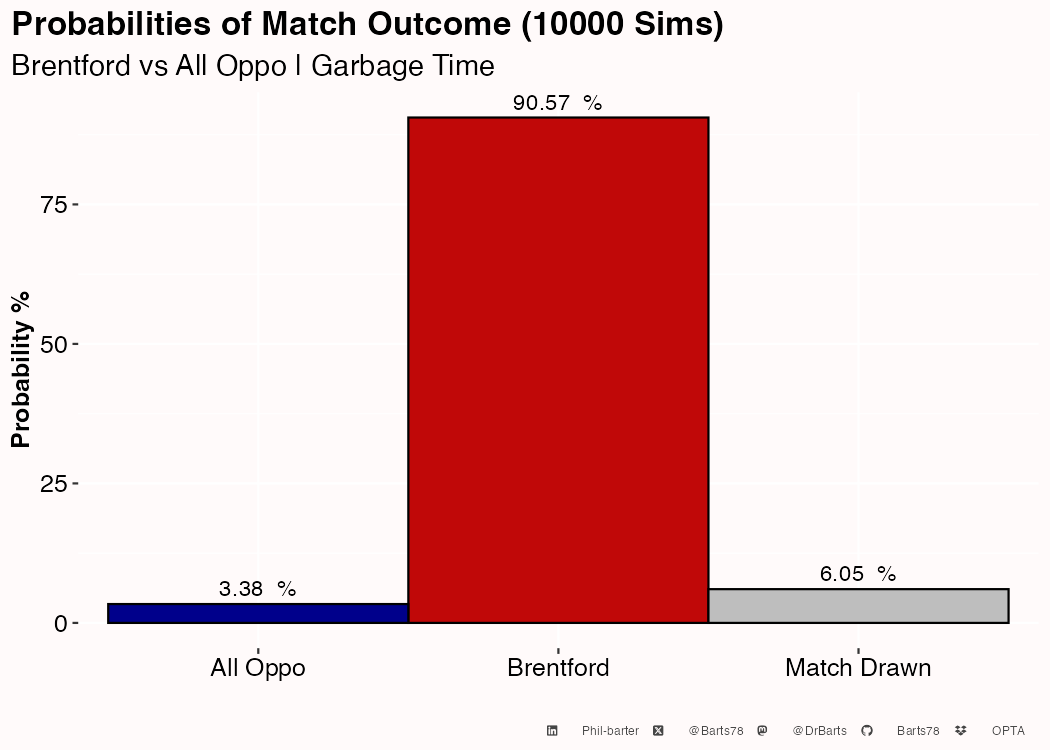 Probabilities of Match Outcome (10000 Sims)
Brentford vs All Oppo | Garbage Time
90.57 %
75
Probability %
50
25
3.38 %
6.05 %
0
All Oppo Brentford Match Drawn
Phil-barter @Barts78 @DrBarts Barts78 OPTA